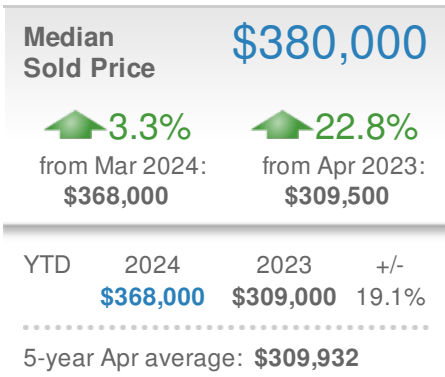 Median
Sold Price
$380,000
3.3%
from Mar 2024:
$368,000
22.8%
from Apr 2023:
$309,500
YTD 2024 2023 +/-
$368,000 $309,000 19.1%
5-year Apr average: $309,932